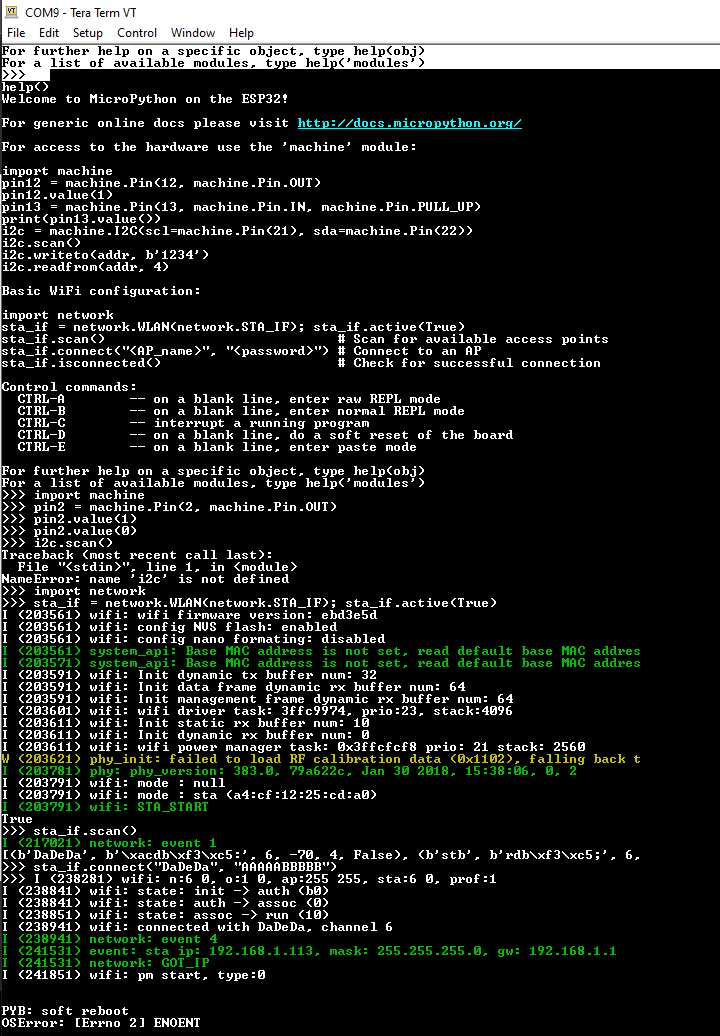 COM9 - Tera Term VT
File Edit Setup Control Window Help
For further help on a specific object, type help(obj)
For a list of available modules, type help('modules')
>>>
help()
Welcome to MicroPython on the ESP32!

For generic online docs please visit http://docs.micropython.org/

For access to the hardware use the 'machine' module:

import machine
pin12 = machine.Pin(12, machine.Pin.OUT)
pin12.value(1)
pin13 = machine.Pin(13, machine.Pin.IN, machine.Pin.PULL_UP)
print(pin13.value())
i2c = machine.I2C(scl=machine.Pin(21), sda=machine.Pin(22))
i2c.scan()
i2c.writeto(addr, b'1234')
i2c.readfrom(addr, 4)

Basic WiFi configuration:

import network
sta_if = network.WLAN(network.STA_IF); sta_if.active(True)
sta_if.scan()                             # Scan for available access points
sta_if.connect("<AP_name>", "<password>") # Connect to an AP
sta_if.isconnected()                      # Check for successful connection

Control commands:
  CTRL-A        -- on a blank line, enter raw REPL mode
  CTRL-B        -- on a blank line, enter normal REPL mode
  CTRL-C        -- interrupt a running program
  CTRL-D        -- on a blank line, do a soft reset of the board
  CTRL-E        -- on a blank line, enter paste mode

For further help on a specific object, type help(obj)
For a list of available modules, type help('modules')
>>> import machine
>>> pin2 = machine.Pin(2, machine.Pin.OUT)
>>> pin2.value(1)
>>> pin2.value(0)
>>> i2c.scan()
Traceback (most recent call last):
  File "<stdin>", line 1, in <module>
NameError: name 'i2c' is not defined
>>> import network
>>> sta_if = network.WLAN(network.STA_IF); sta_if.active(True)
I (203561) wifi: wifi firmware version: ebd3e5d
I (203561) wifi: config NVS flash: enabled
I (203561) wifi: config nano formating: disabled
I (203561) system_api: Base MAC address is not set, read default base MAC addres
I (203571) system_api: Base MAC address is not set, read default base MAC addres
I (203591) wifi: Init dynamic tx buffer num: 32
I (203591) wifi: Init data frame dynamic rx buffer num: 64
I (203591) wifi: Init management frame dynamic rx buffer num: 64
I (203601) wifi: wifi driver task: 3ffc9974, prio:23, stack:4096
I (203611) wifi: Init static rx buffer num: 10
I (203611) wifi: Init dynamic rx buffer num: 0
I (203611) wifi: wifi power manager task: 0x3ffcfcf8 prio: 21 stack: 2560
W (203621) phy_init: failed to load RF calibration data (0x1102), falling back t
I (203781) phy: phy_version: 383.0, 79a622c, Jan 30 2018, 15:38:06, 0, 2
I (203791) wifi: mode : null
I (203791) wifi: mode : sta (a4:cf:12:25:cd:a0)
I (203791) wifi: STA_START
True
>>> sta_if.scan()
I (217021) network: event 1
[(b'DaDeDa', b'\xacdb\xf3\xc5:', 6, -70, 4, False), (b'stb', b'rdb\xf3\xc5;', 6,
>>> sta_if.connect("DaDeDa", "AAAAABBBBB")
>>> I (238281) wifi: n:6 0, o:1 0, ap:255 255, sta:6 0, prof:1
I (238841) wifi: state: init -> auth (b0)
I (238841) wifi: state: auth -> assoc (0)
I (238851) wifi: state: assoc -> run (10)
I (238941) wifi: connected with DaDeDa, channel 6
I (238941) network: event 4
I (241531) event: sta ip: 192.168.1.113, mask: 255.255.255.0, gw: 192.168.1.1
I (241531) network: GOT_IP
I (241851) wifi: pm start, type:0

PYB: soft reboot
OSError: [Errno 2] ENOENT